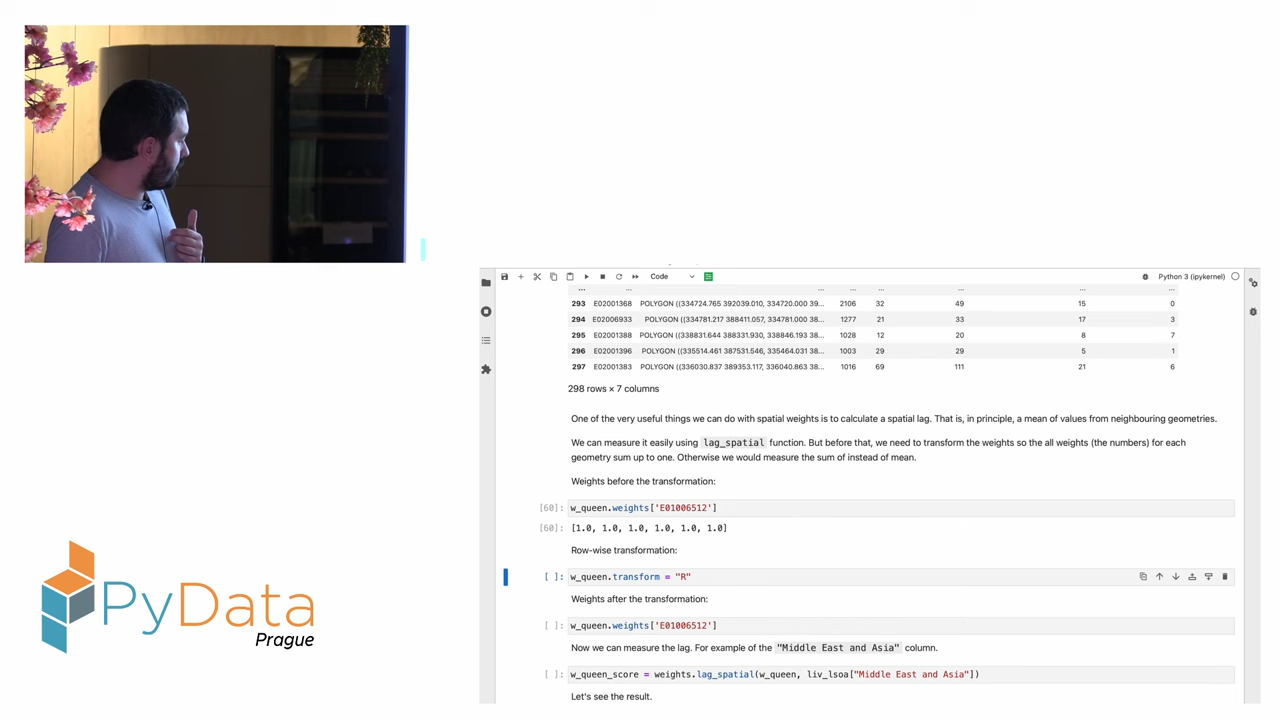 Code
Python 3 (ipykernel)
... ... ... ... ... ... ... ...
293 E02001368 POLYGON ((334724.765 392039.010, 334720.000 39... 2106 32 49 15 0
294 E02006933 POLYGON ((334781.217 388411.057, 334781.000 38... 1277 21 33 17 3
295 E02001388 POLYGON ((338831.644 388331.930, 338846.193 38... 1028 12 20 8 7
296 E02001396 POLYGON ((335514.461 387531.546, 335464.031 38... 1003 29 29 5 1
297 E02001383 POLYGON ((336030.837 389353.117, 336040.863 38... 1016 69 111 21 6
298 rows × 7 columns
One of the very useful things we can do with spatial weights is to calculate a spatial lag. That is, in principle, a mean of values from neighbouring geometries.
We can measure it easily using lag_spatial function. But before that, we need to transform the weights so the all weights (the numbers) for each
geometry sum up to one. Otherwise we would measure the sum of instead of mean.
Weights before the transformation:
[60]: w_queen.weights['E01006512']
[60]: [1.0, 1.0, 1.0, 1.0, 1.0, 1.0]
Row-wise transformation:
[ ]: w_queen.transform = "R"
Weights after the transformation:
[ ]: w_queen.weights['E01006512']
Now we can measure the lag. For example of the "Middle East and Asia" column.
[ ]: w_queen_score = weights.lag_spatial(w_queen, liv_lsoa["Middle East and Asia"])
Let's see the result.
PyData
Prague